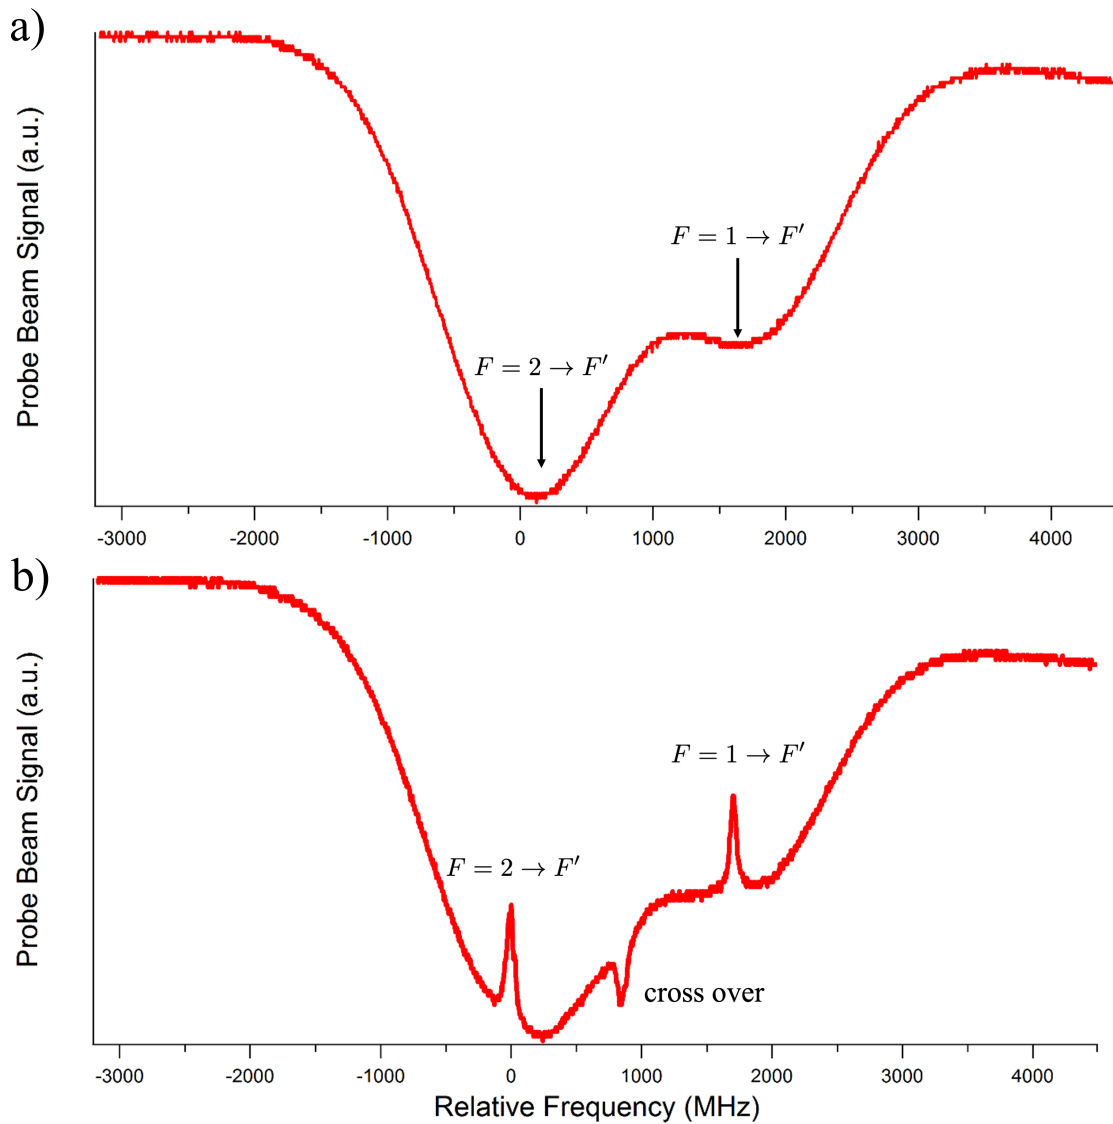 a)
Probe Beam Signal (a.u.)
F = 1 → F′
F = 2 → F′
-3000 -2000 -1000 0 1000 2000 3000 4000
b)
Probe Beam Signal (a.u.)
F = 1 → F′
F = 2 → F′
cross over
-3000 -2000 -1000 0 1000 2000 3000 4000
Relative Frequency (MHz)